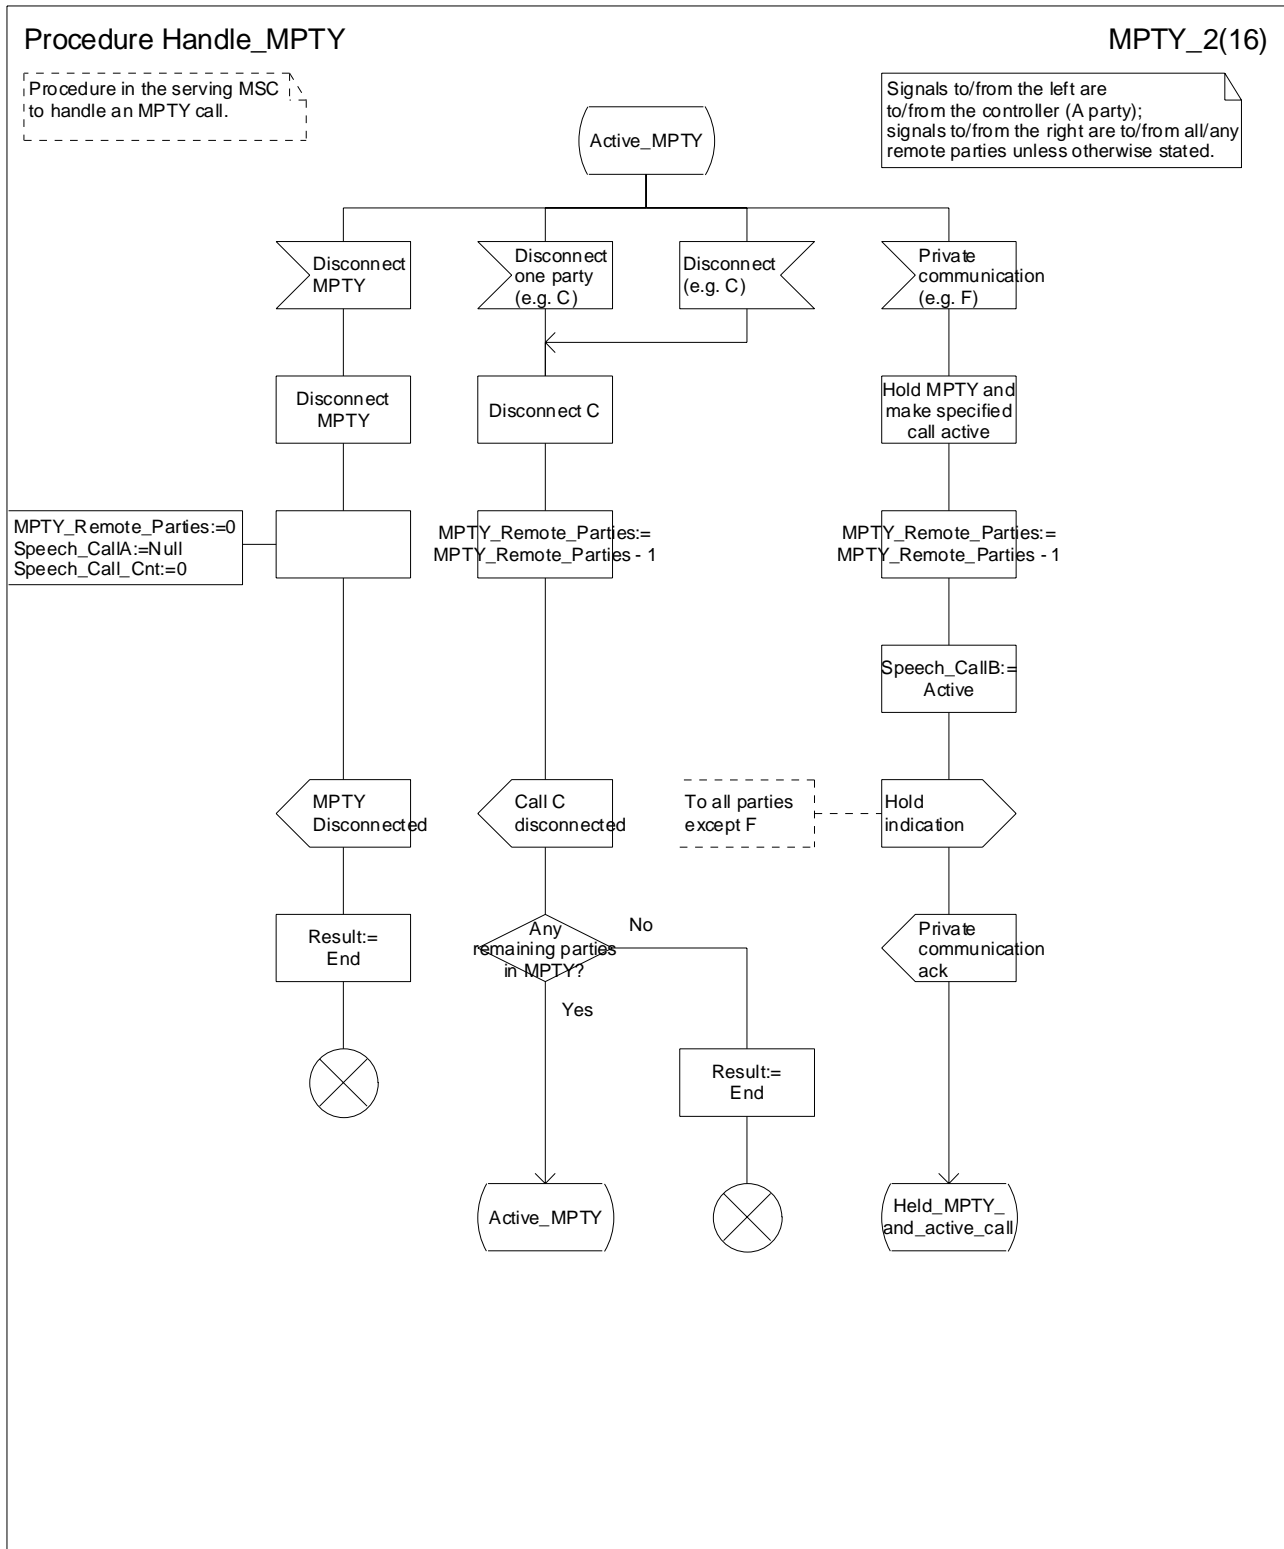 Procedure Handle_MPTY
MPTY_2(16)
Procedure in the serving MSC
to handle an MPTY call.
Signals to/from the left are
to/from the controller (A party);
signals to/from the right are to/from all/any
remote parties unless otherwise stated.
Active_MPTY
Disconnect
MPTY
Disconnect
one party
(e.g. C)
Disconnect
(e.g. C)
Private
communication
(e.g. F)
Disconnect
MPTY
Disconnect C
Hold MPTY and
make specified
call active
MPTY_Remote_Parties:=0
Speech_CallA:=Null
Speech_Call_Cnt:=0
MPTY_Remote_Parties:=
MPTY_Remote_Parties - 1
MPTY_Remote_Parties:=
MPTY_Remote_Parties - 1
Speech_CallB:=
Active
MPTY
Disconnected
Call C
disconnected
To all parties
except F
Hold
indication
Result:=
End
Any
remaining parties
in MPTY?
No
Yes
Private
communication
ack
Result:=
End
Active_MPTY
Held_MPTY_
and_active_call